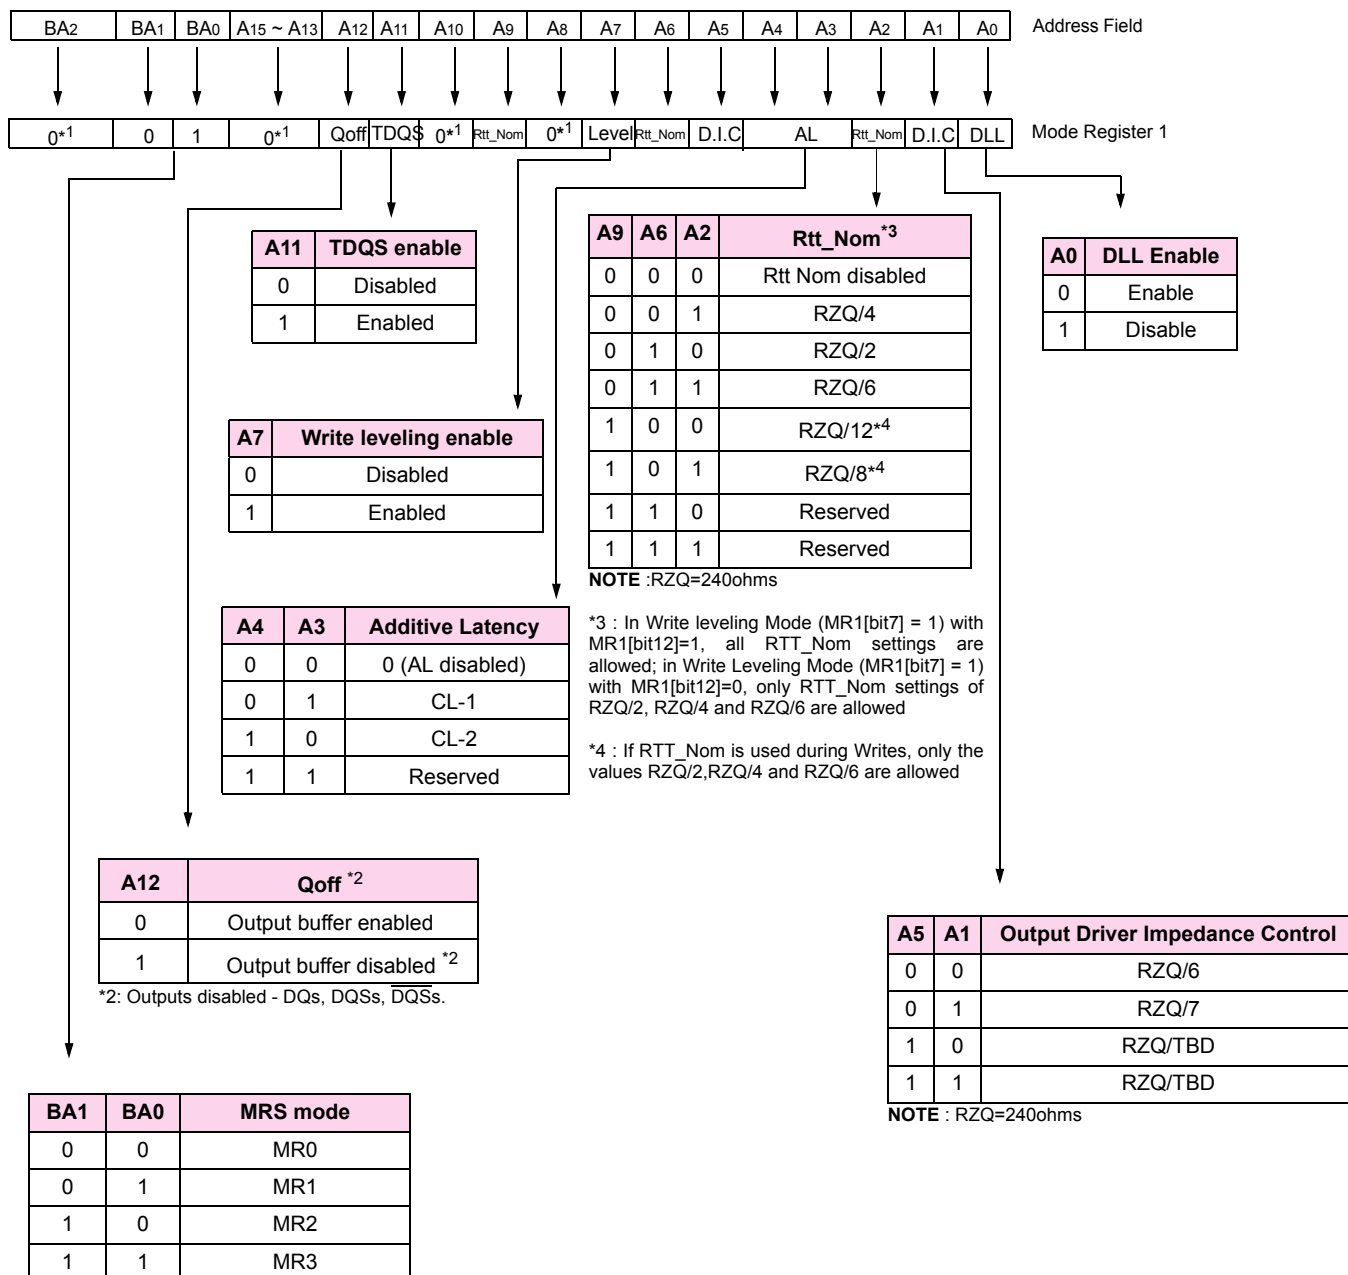 BA2 BA1 BA0 A15 ~ A13 A12 A11 A10 A9 A8 A7 A6 A5 A4 A3 A2 A1 A0 Address Field
0*1 0 1 0*1 Qoff TDQS 0*1 Rtt_Nom 0*1 Level Rtt_Nom D.I.C AL Rtt_Nom D.I.C DLL Mode Register 1
A11 TDQS enable
0 Disabled
1 Enabled
A9 A6 A2 Rtt_Nom*3
0 0 0 Rtt Nom disabled
0 0 1 RZQ/4
0 1 0 RZQ/2
0 1 1 RZQ/6
1 0 0 RZQ/12*4
1 0 1 RZQ/8*4
1 1 0 Reserved
1 1 1 Reserved
NOTE :RZQ=240ohms
*3 : In Write leveling Mode (MR1[bit7] = 1) with
MR1[bit12]=1, all RTT_Nom settings are
allowed; in Write Leveling Mode (MR1[bit7] = 1)
with MR1[bit12]=0, only RTT_Nom settings of
RZQ/2, RZQ/4 and RZQ/6 are allowed
*4 : If RTT_Nom is used during Writes, only the
values RZQ/2,RZQ/4 and RZQ/6 are allowed
A0 DLL Enable
0 Enable
1 Disable
A7 Write leveling enable
0 Disabled
1 Enabled
A4 A3 Additive Latency
0 0 0 (AL disabled)
0 1 CL-1
1 0 CL-2
1 1 Reserved
A12 Qoff *2
0 Output buffer enabled
1 Output buffer disabled *2
*2: Outputs disabled - DQs, DQSs, D̅Q̅S̅s.
A5 A1 Output Driver Impedance Control
0 0 RZQ/6
0 1 RZQ/7
1 0 RZQ/TBD
1 1 RZQ/TBD
NOTE : RZQ=240ohms
BA1 BA0 MRS mode
0 0 MR0
0 1 MR1
1 0 MR2
1 1 MR3